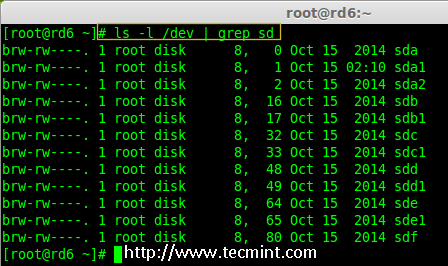 root@rd6:~
[root@rd6 ~]# ls -l /dev | grep sd
brw-rw----. 1 root disk 8, 0 Oct 15 2014 sda
brw-rw----. 1 root disk 8, 1 Oct 15 02:10 sda1
brw-rw----. 1 root disk 8, 2 Oct 15 2014 sda2
brw-rw----. 1 root disk 8, 16 Oct 15 2014 sdb
brw-rw----. 1 root disk 8, 17 Oct 15 2014 sdb1
brw-rw----. 1 root disk 8, 32 Oct 15 2014 sdc
brw-rw----. 1 root disk 8, 33 Oct 15 2014 sdc1
brw-rw----. 1 root disk 8, 48 Oct 15 2014 sdd
brw-rw----. 1 root disk 8, 49 Oct 15 2014 sdd1
brw-rw----. 1 root disk 8, 64 Oct 15 2014 sde
brw-rw----. 1 root disk 8, 65 Oct 15 2014 sde1
brw-rw----. 1 root disk 8, 80 Oct 15 2014 sdf
[root@rd6 ~]# http://www.tecmint.com